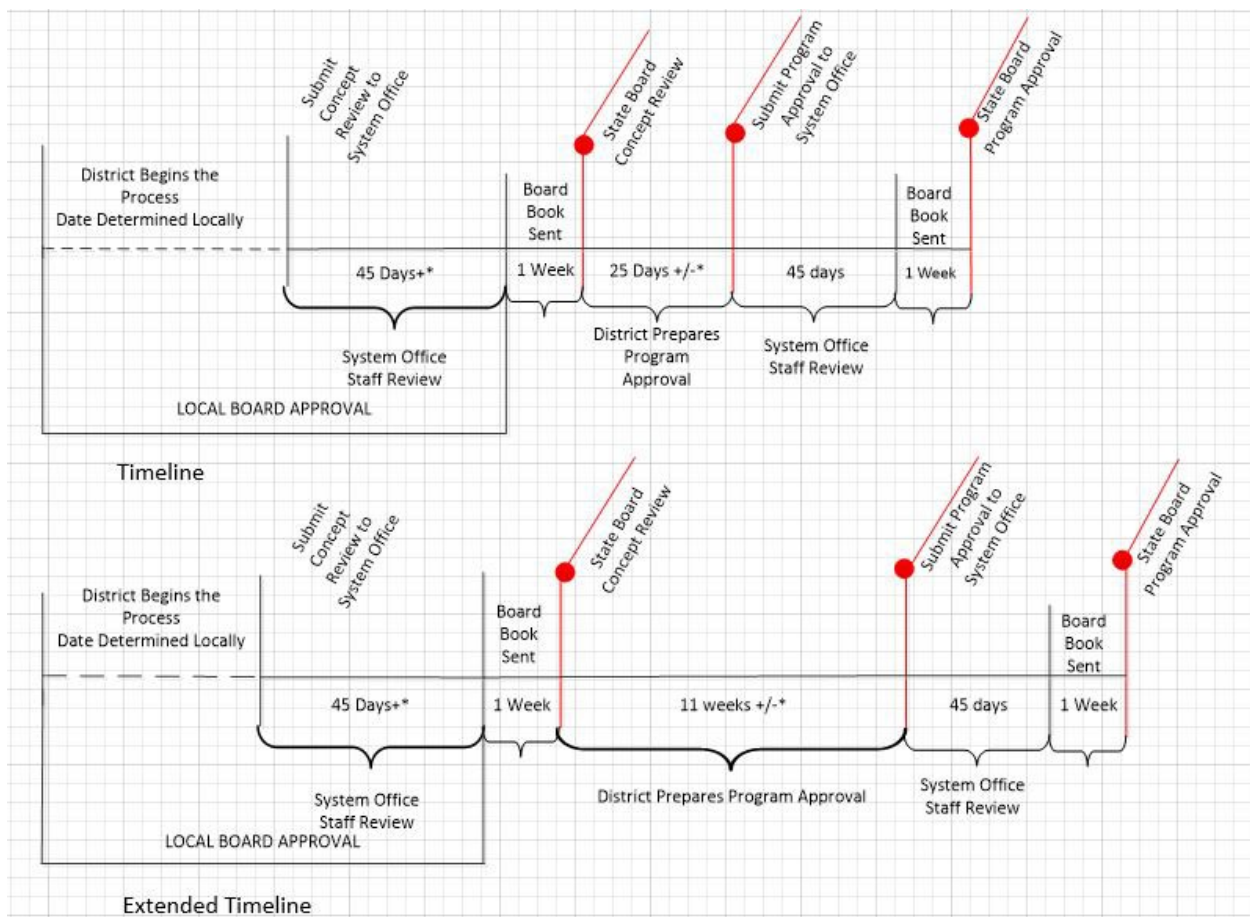 Submit
Concept
Review to
System Office
State Board
Concept Review
Submit Program
Approval to
System Office
State Board
Program Approval
District Begins the
Process
Date Determined Locally
Board
Book
Sent
Board
Book
Sent
45 Days+*
1 Week
25 Days +/-*
45 days
1 Week
System Office
Staff Review
District Prepares
Program
Approval
System Office
Staff Review
LOCAL BOARD APPROVAL
Timeline
Submit
Concept
Review to
System Office
State Board
Concept Review
Submit Program
Approval to
System Office
State Board
Program Approval
District Begins the
Process
Date Determined Locally
Board
Book
Sent
Board
Book
Sent
45 Days+*
1 Week
11 weeks +/-*
45 days
1 Week
System Office
Staff Review
District Prepares Program Approval
System Office
Staff Review
LOCAL BOARD APPROVAL
Extended Timeline